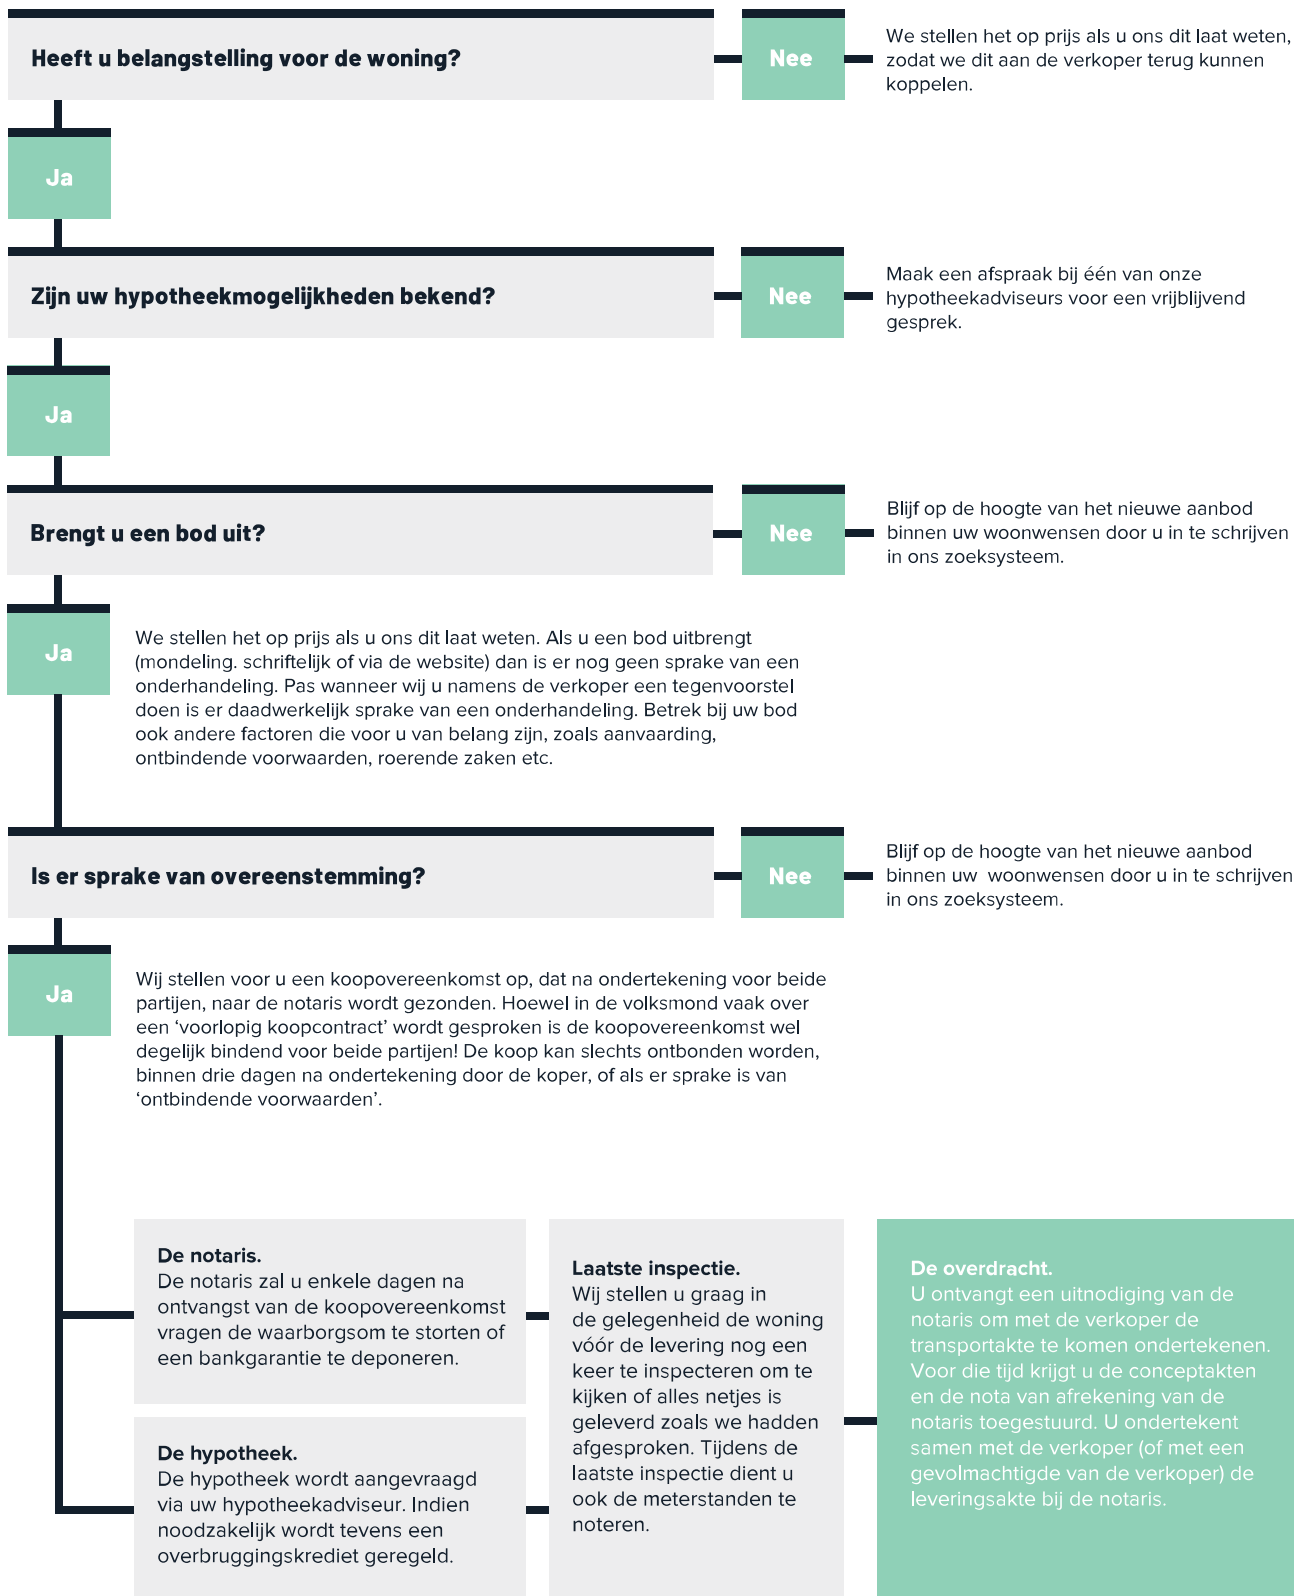 Heeft u belangstelling voor de woning?
Nee
We stellen het op prijs als u ons dit laat weten,
zodat we dit aan de verkoper terug kunnen
koppelen.
Ja
Zijn uw hypotheekmogelijkheden bekend?
Nee
Maak een afspraak bij één van onze
hypotheekadviseurs voor een vrijblijvend
gesprek.
Ja
Brengt u een bod uit?
Nee
Blijf op de hoogte van het nieuwe aanbod
binnen uw woonwensen door u in te schrijven
in ons zoeksysteem.
Ja
We stellen het op prijs als u ons dit laat weten. Als u een bod uitbrengt
(mondeling. schriftelijk of via de website) dan is er nog geen sprake van een
onderhandeling. Pas wanneer wij u namens de verkoper een tegenvoorstel
doen is er daadwerkelijk sprake van een onderhandeling. Betrek bij uw bod
ook andere factoren die voor u van belang zijn, zoals aanvaarding,
ontbindende voorwaarden, roerende zaken etc.
Is er sprake van overeenstemming?
Nee
Blijf op de hoogte van het nieuwe aanbod
binnen uw woonwensen door u in te schrijven
in ons zoeksysteem.
Ja
Wij stellen voor u een koopovereenkomst op, dat na ondertekening voor beide
partijen, naar de notaris wordt gezonden. Hoewel in de volksmond vaak over
een ‘voorlopig koopcontract’ wordt gesproken is de koopovereenkomst wel
degelijk bindend voor beide partijen! De koop kan slechts ontbonden worden,
binnen drie dagen na ondertekening door de koper, of als er sprake is van
‘ontbindende voorwaarden’.
De notaris.
De notaris zal u enkele dagen na
ontvangst van de koopovereenkomst
vragen de waarborgsom te storten of
een bankgarantie te deponeren.
De hypotheek.
De hypotheek wordt aangevraagd
via uw hypotheekadviseur. Indien
noodzakelijk wordt tevens een
overbruggingskrediet geregeld.
Laatste inspectie.
Wij stellen u graag in
de gelegenheid de woning
vóór de levering nog een
keer te inspecteren om te
kijken of alles netjes is
geleverd zoals we hadden
afgesproken. Tijdens de
laatste inspectie dient u
ook de meterstanden te
noteren.
De overdracht.
U ontvangt een uitnodiging van de
notaris om met de verkoper de
transportakte te komen ondertekenen.
Voor die tijd krijgt u de conceptakten
en de nota van afrekening van de
notaris toegestuurd. U ondertekent
samen met de verkoper (of met een
gevolmachtigde van de verkoper) de
leveringsakte bij de notaris.